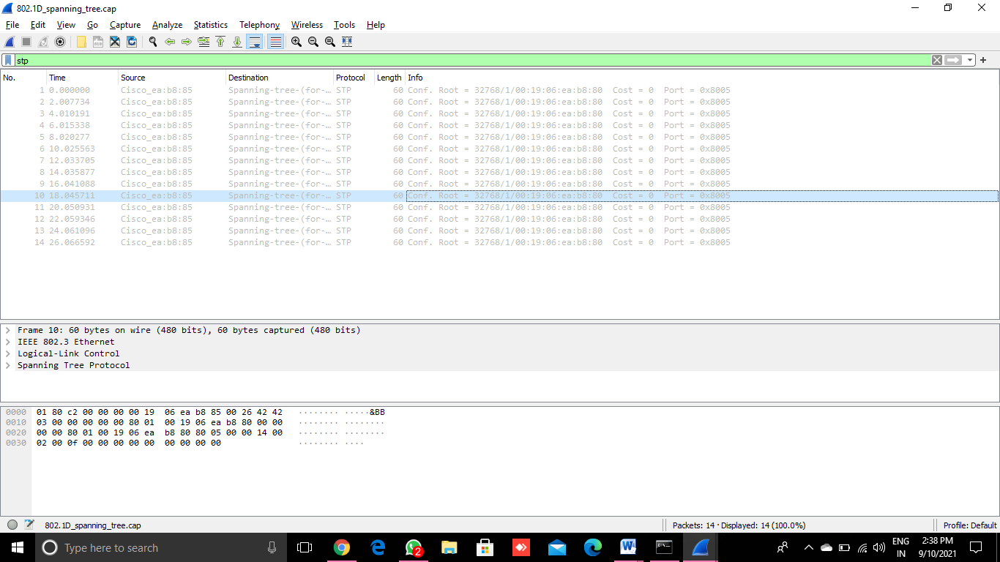 802.1D_spanning_tree.cap
File Edit View Go Capture Analyze Statistics Telephony Wireless Tools Help
stp
No. Time Source Destination Protocol Length Info
1 0.000000 Cisco_ea:b8:85 Spanning-tree-(for-… STP 60 Conf. Root = 32768/1/00:19:06:ea:b8:80 Cost = 0 Port = 0x8005
2 2.007734 Cisco_ea:b8:85 Spanning-tree-(for-… STP 60 Conf. Root = 32768/1/00:19:06:ea:b8:80 Cost = 0 Port = 0x8005
3 4.010191 Cisco_ea:b8:85 Spanning-tree-(for-… STP 60 Conf. Root = 32768/1/00:19:06:ea:b8:80 Cost = 0 Port = 0x8005
4 6.015338 Cisco_ea:b8:85 Spanning-tree-(for-… STP 60 Conf. Root = 32768/1/00:19:06:ea:b8:80 Cost = 0 Port = 0x8005
5 8.020277 Cisco_ea:b8:85 Spanning-tree-(for-… STP 60 Conf. Root = 32768/1/00:19:06:ea:b8:80 Cost = 0 Port = 0x8005
6 10.025563 Cisco_ea:b8:85 Spanning-tree-(for-… STP 60 Conf. Root = 32768/1/00:19:06:ea:b8:80 Cost = 0 Port = 0x8005
7 12.033705 Cisco_ea:b8:85 Spanning-tree-(for-… STP 60 Conf. Root = 32768/1/00:19:06:ea:b8:80 Cost = 0 Port = 0x8005
8 14.035877 Cisco_ea:b8:85 Spanning-tree-(for-… STP 60 Conf. Root = 32768/1/00:19:06:ea:b8:80 Cost = 0 Port = 0x8005
9 16.041088 Cisco_ea:b8:85 Spanning-tree-(for-… STP 60 Conf. Root = 32768/1/00:19:06:ea:b8:80 Cost = 0 Port = 0x8005
10 18.045711 Cisco_ea:b8:85 Spanning-tree-(for-… STP 60 Conf. Root = 32768/1/00:19:06:ea:b8:80 Cost = 0 Port = 0x8005
11 20.050931 Cisco_ea:b8:85 Spanning-tree-(for-… STP 60 Conf. Root = 32768/1/00:19:06:ea:b8:80 Cost = 0 Port = 0x8005
12 22.059346 Cisco_ea:b8:85 Spanning-tree-(for-… STP 60 Conf. Root = 32768/1/00:19:06:ea:b8:80 Cost = 0 Port = 0x8005
13 24.061096 Cisco_ea:b8:85 Spanning-tree-(for-… STP 60 Conf. Root = 32768/1/00:19:06:ea:b8:80 Cost = 0 Port = 0x8005
14 26.066592 Cisco_ea:b8:85 Spanning-tree-(for-… STP 60 Conf. Root = 32768/1/00:19:06:ea:b8:80 Cost = 0 Port = 0x8005
Frame 10: 60 bytes on wire (480 bits), 60 bytes captured (480 bits)
IEEE 802.3 Ethernet
Logical-Link Control
Spanning Tree Protocol
0000 01 80 c2 00 00 00 00 19 06 ea b8 85 00 26 42 42 ········ ·····&BB
0010 03 00 00 00 00 00 80 01 00 19 06 ea b8 80 00 00 ········ ········
0020 00 00 80 01 00 19 06 ea b8 80 80 05 00 00 14 00 ········ ········
0030 02 00 0f 00 00 00 00 00 00 00 00 00 ········ ····
802.1D_spanning_tree.cap Packets: 14 · Displayed: 14 (100.0%) Profile: Default
Type here to search 2 ENG 2:38 PM
IN 9/10/2021